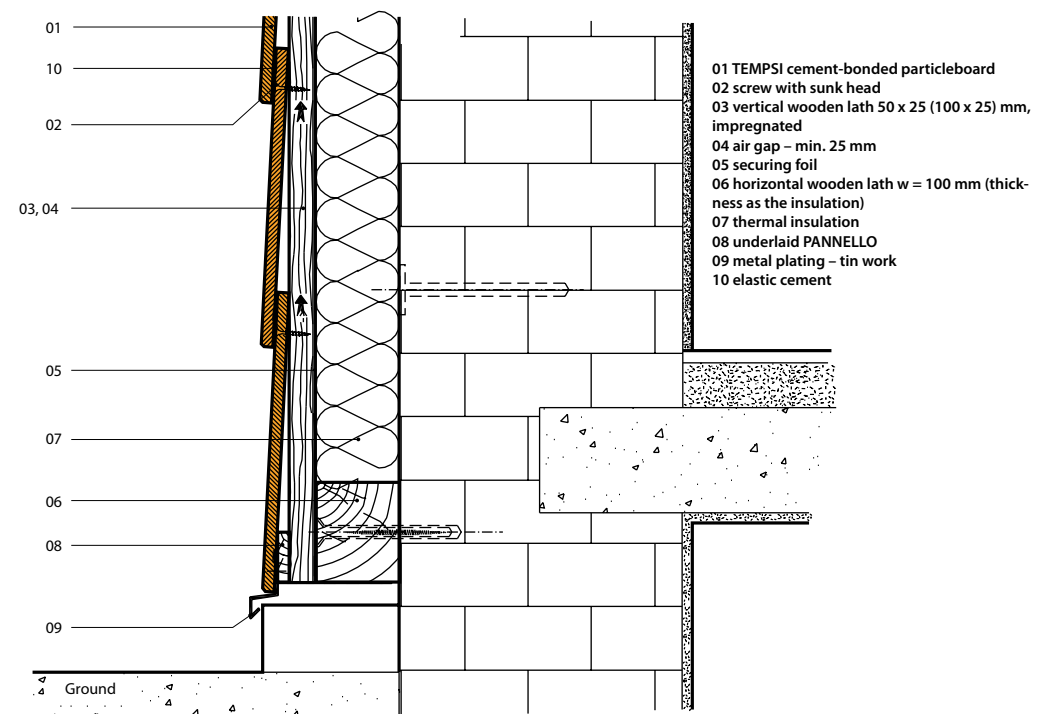 01
10
02
03, 04
05
07
06
08
09
Ground
01 TEMPSI cement-bonded particleboard
02 screw with sunk head
03 vertical wooden lath 50 x 25 (100 x 25) mm,
impregnated
04 air gap – min. 25 mm
05 securing foil
06 horizontal wooden lath w = 100 mm (thick-
ness as the insulation)
07 thermal insulation
08 underlaid PANNELLO
09 metal plating – tin work
10 elastic cement